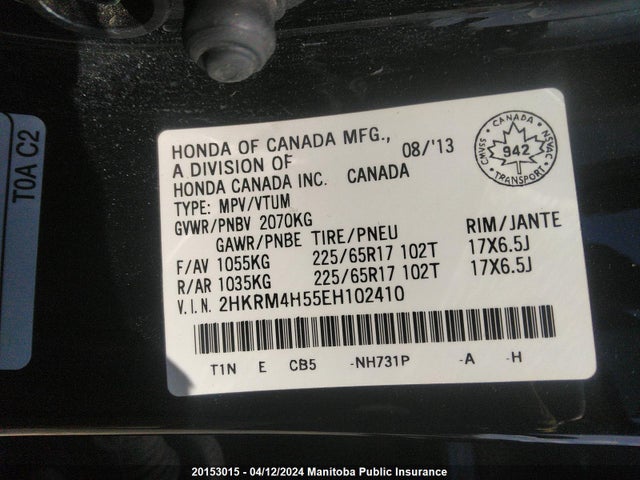 T0A C2
HONDA OF CANADA MFG., 08/'13
A DIVISION OF
HONDA CANADA INC. CANADA
TYPE: MPV/VTUM
GVWR/PNBV 2070KG
GAWR/PNBE TIRE/PNEU RIM/JANTE
F/AV 1055KG 225/65R17 102T 17X6.5J
R/AR 1035KG 225/65R17 102T 17X6.5J
V.I.N. 2HKRM4H55EH102410
T1N E CB5 -NH731P -A -H
CANADA
942
TRANSPORT
NSVAC
SSMVSS
20153015 - 04/12/2024 Manitoba Public Insurance